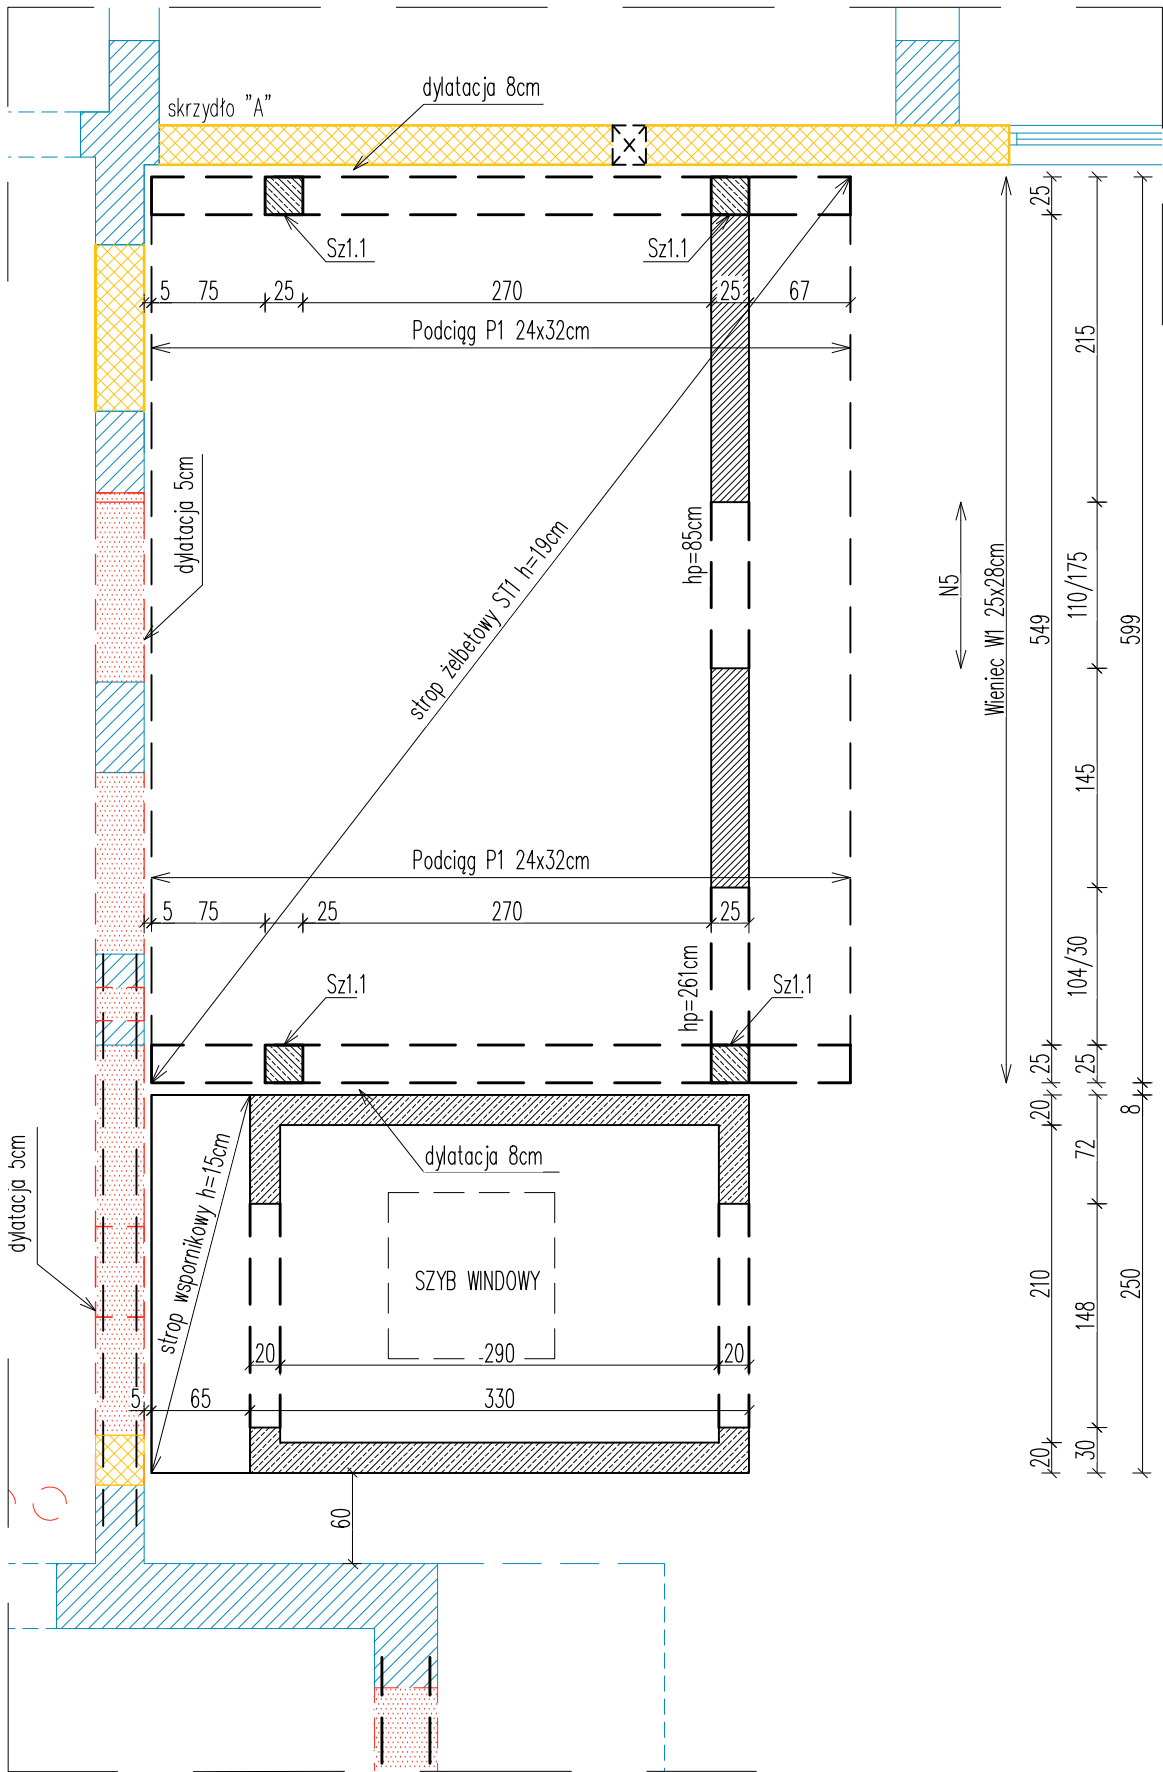 dylatacja 8cm
skrzydło "A"
Sz1.1
Sz1.1
25
5
75
25
270
25
67
Podciąg P1 24x32cm
215
dylatacja 5cm
hp=85cm
strop żelbetowy ST1 h=19cm
N5
Wieniec W1 25x28cm
549
110/175
599
145
Podciąg P1 24x32cm
5
75
25
270
25
104/30
hp=261cm
Sz1.1
Sz1.1
25
25
20
8
dylatacja 8cm
72
dylatacja 5cm
strop wspornikowy h=15cm
SZYB WINDOWY
210
148
250
20
290
20
5
65
330
20
30
60